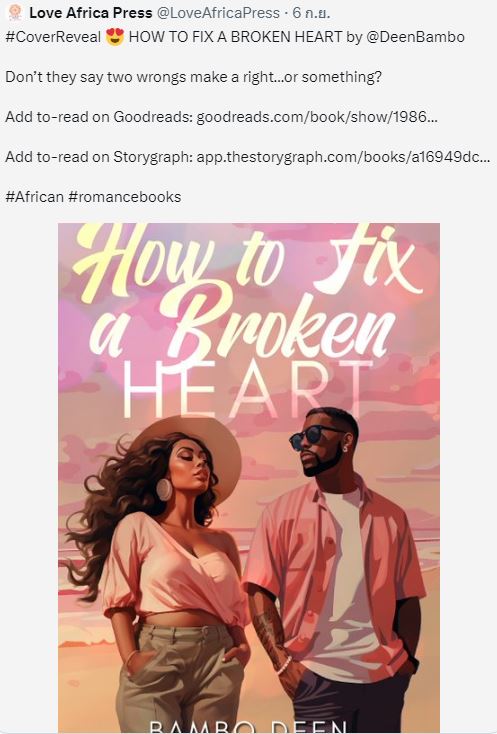 Love Africa Press @LoveAfricaPress · 6 ก.ย.
#CoverReveal 😍 HOW TO FIX A BROKEN HEART by @DeenBambo
Don’t they say two wrongs make a right...or something?
Add to-read on Goodreads: goodreads.com/book/show/1986...
Add to-read on Storygraph: app.thestorygraph.com/books/a16949dc...
#African #romancebooks
How to Fix
a Broken
HEART
BAMBO DEEN